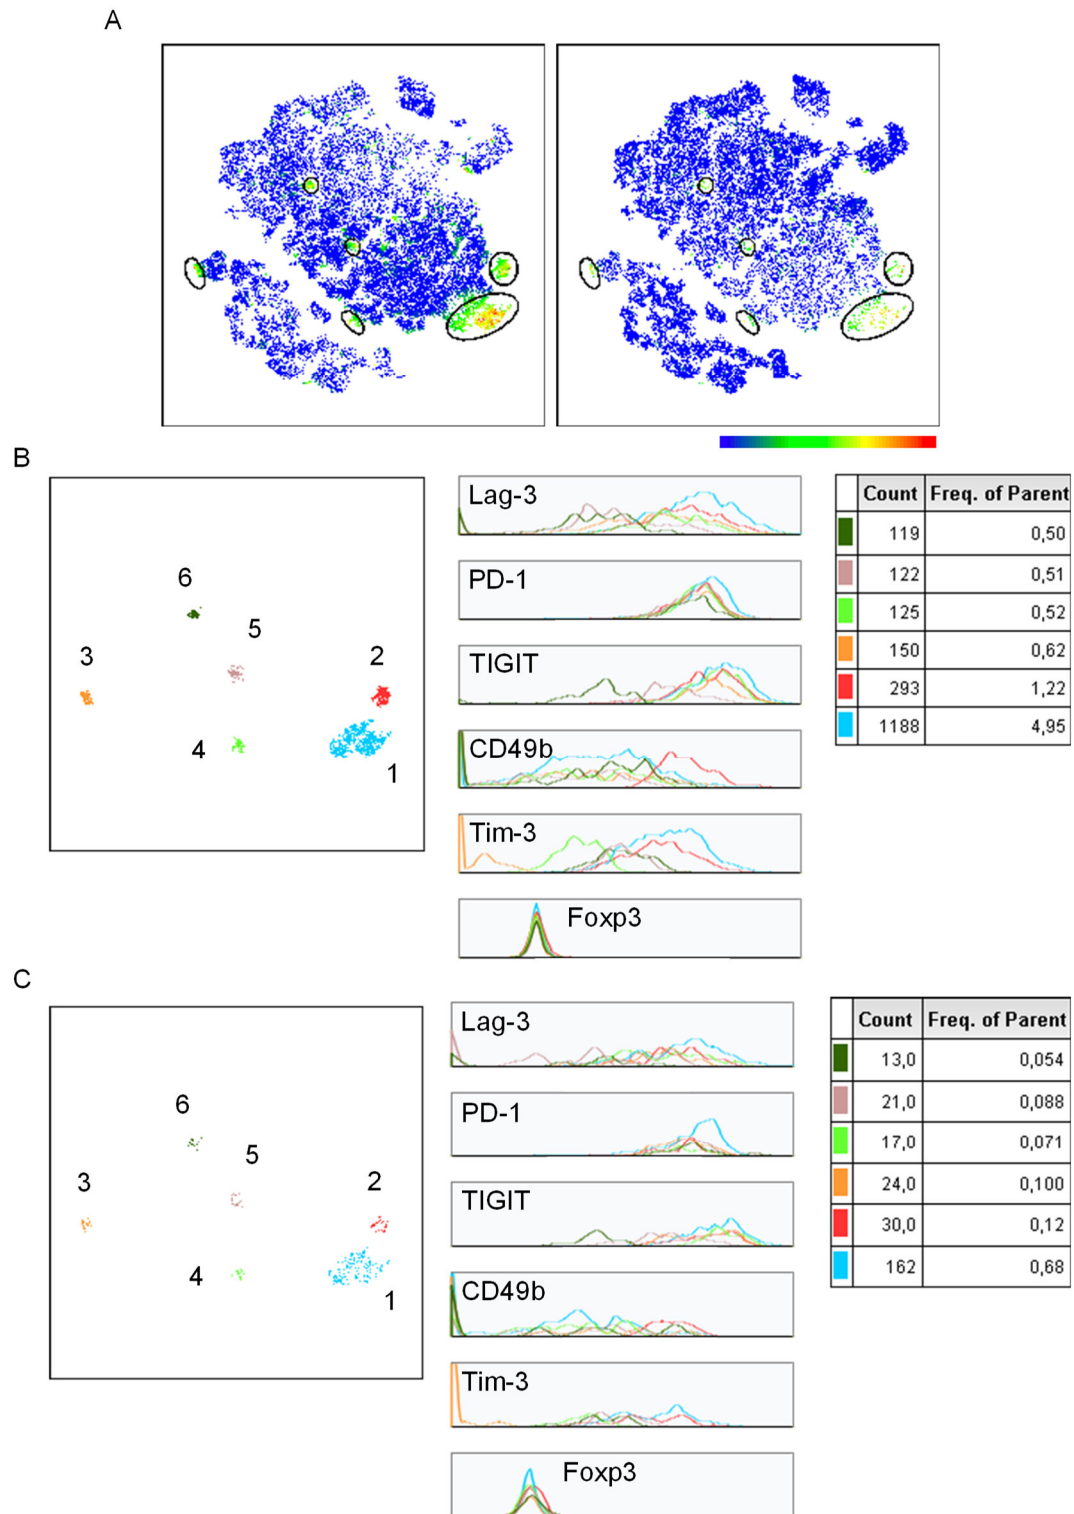 A
B
6
5
3
2
4
1
Lag-3
PD-1
TIGIT
CD49b
Tim-3
Foxp3
Count Freq. of Parent
119 0,50
122 0,51
125 0,52
150 0,62
293 1,22
1188 4,95
C
6
5
3
2
4
1
Lag-3
PD-1
TIGIT
CD49b
Tim-3
Foxp3
Count Freq. of Parent
13,0 0,054
21,0 0,088
17,0 0,071
24,0 0,100
30,0 0,12
162 0,68